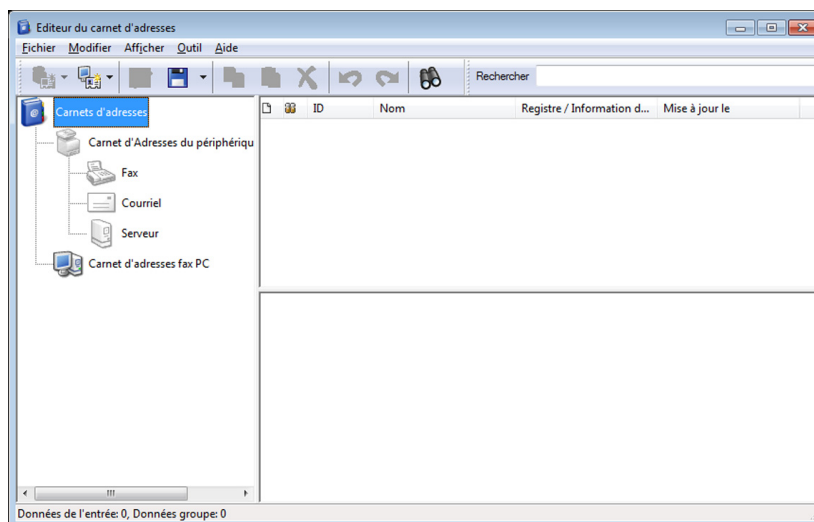 Editeur du carnet d'adresses
Fichier Modifier Afficher Outil Aide
Rechercher
Carnets d'adresses
Carnet d'Adresses du périphériqu
Fax
Courriel
Serveur
Carnet d'adresses fax PC
ID Nom Registre / Information d... Mise à jour le
Données de l'entrée: 0, Données groupe: 0